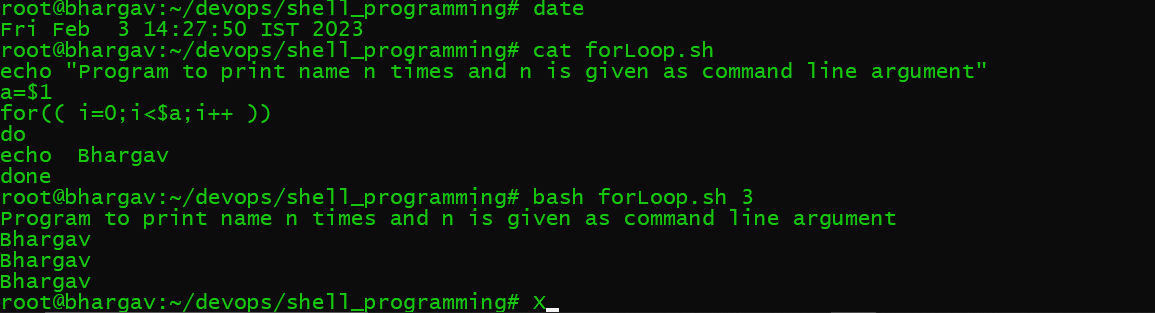 root@bhargav:~/devops/shell_programming# date
Fri Feb  3 14:27:50 IST 2023
root@bhargav:~/devops/shell_programming# cat forLoop.sh
echo "Program to print name n times and n is given as command line argument"
a=$1
for(( i=0;i<$a;i++ ))
do
echo  Bhargav
done
root@bhargav:~/devops/shell_programming# bash forLoop.sh 3
Program to print name n times and n is given as command line argument
Bhargav
Bhargav
Bhargav
root@bhargav:~/devops/shell_programming# X